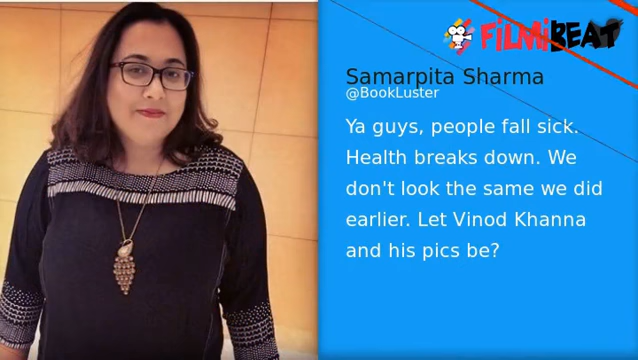 FiLMiBEAT
Samarpita Sharma
@BookLuster
Ya guys, people fall sick.
Health breaks down. We
don't look the same we did
earlier. Let Vinod Khanna
and his pics be?